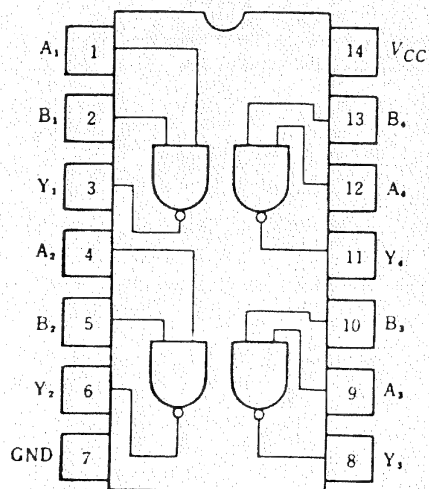 A₁ 1 14 VCC
B₁ 2 13 B₄
Y₁ 3 12 A₄
A₂ 4 11 Y₄
B₂ 5 10 B₃
Y₂ 6 9 A₃
GND 7 8 Y₃